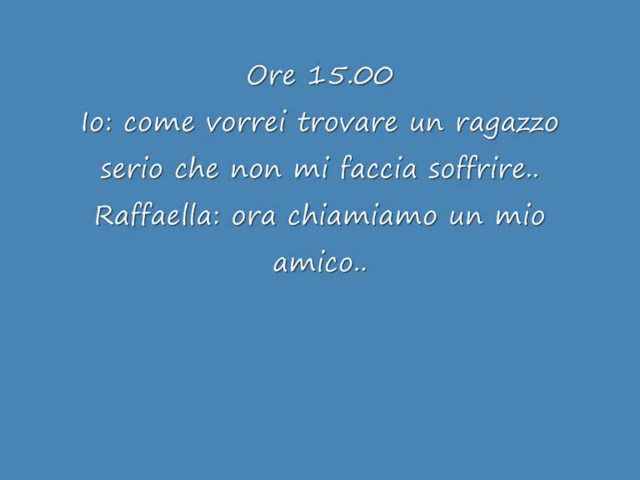 Ore 15.00
Io: come vorrei trovare un ragazzo
serio che non mi faccia soffrire..
Raffaella: ora chiamiamo un mio
amico..